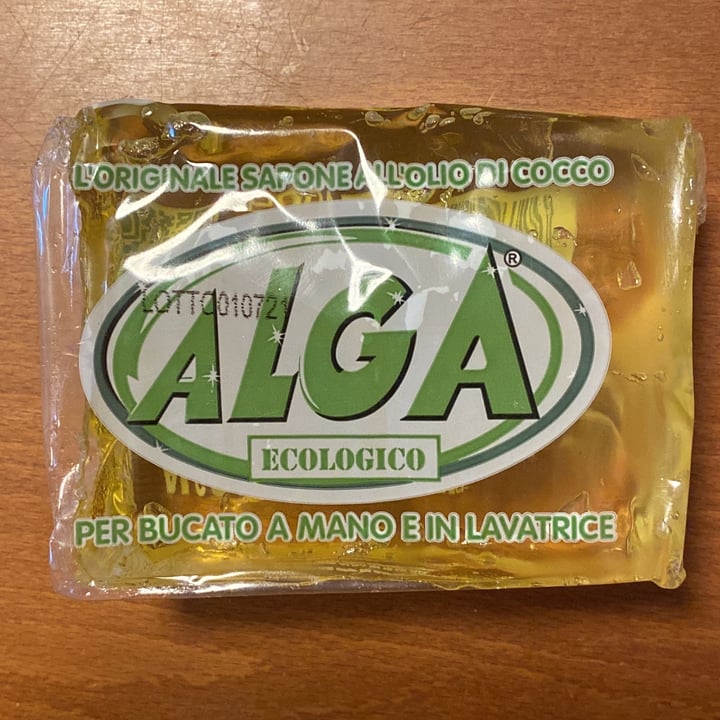 L'ORIGINALE SAPONE ALL'OLIO DI COCCO
ALGA®
LOTTO010721
ECOLOGICO
PER BUCATO A MANO E IN LAVATRICE